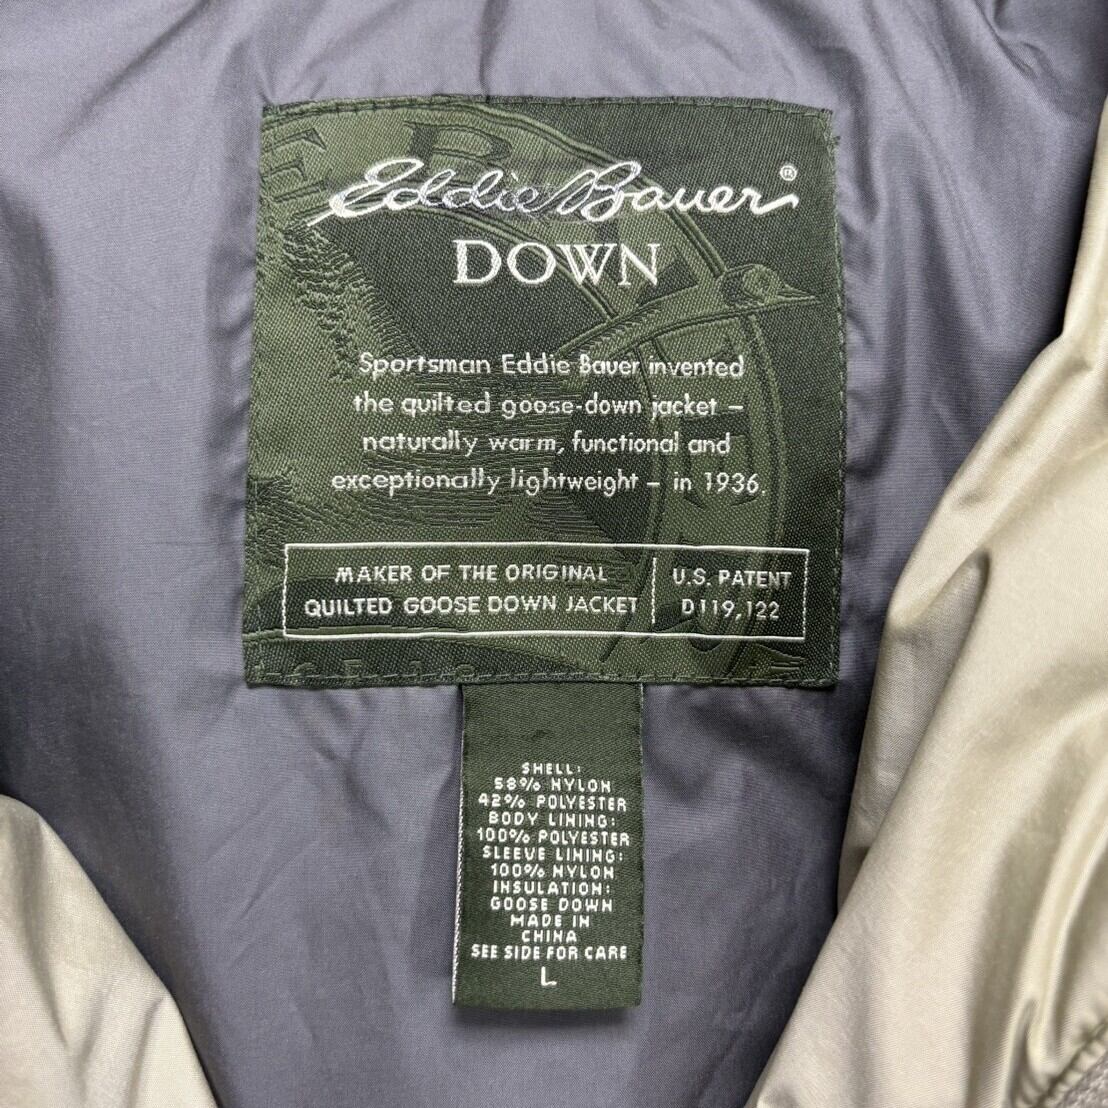 Eddie Bauer®
DOWN
Sportsman Eddie Bauer invented
the quilted goose-down jacket –
naturally warm, functional and
exceptionally lightweight – in 1936.
MAKER OF THE ORIGINAL
QUILTED GOOSE DOWN JACKET
U.S. PATENT
D119,122
SHELL:
58% NYLON
42% POLYESTER
BODY LINING:
100% POLYESTER
SLEEVE LINING:
100% NYLON
INSULATION:
GOOSE DOWN
MADE IN
CHINA
SEE SIDE FOR CARE
L